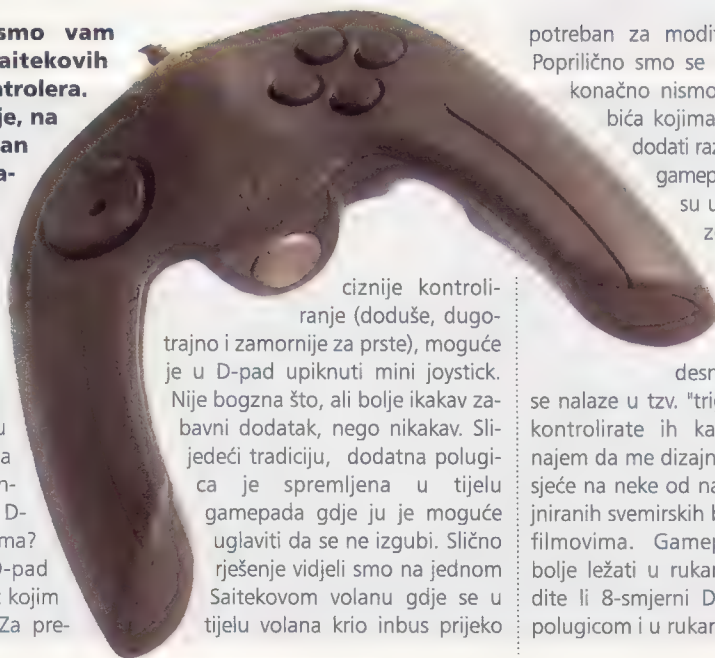 smo vam
aitekovih
trolera.
je, na
an
a-
u
a
n-
D-
ma?
D-pad
kojim
Za pre-
ciznije kontroli-
ranje (doduše, dugo-
trajno i zamornije za prste), moguće
je u D-pad upiknuti mini joystick.
Nije bogzna što, ali bolje ikakav za-
bavni dodatak, nego nikakav. Sli-
jedeći tradiciju, dodatna polugi-
ca je spremljena u tijelu
gamepada gdje ju je moguće
uglaviti da se ne izgubi. Slično
rješenje vidjeli smo na jednom
Saitekovom volanu gdje se u
tijelu volana krio inbus prijeko
potreban za modif
Poprilično smo se
konačno nismo
bića kojima
dodati raz
gamep
su u
z
desn
se nalaze u tzv. "trig
kontrolirate ih ka
najem da me dizajn
sjeće na neke od na
jniranih svemirskih b
filmovima. Gamep
bolje ležati u rukar
dite li 8-smjerni D
polugicom i u rukar